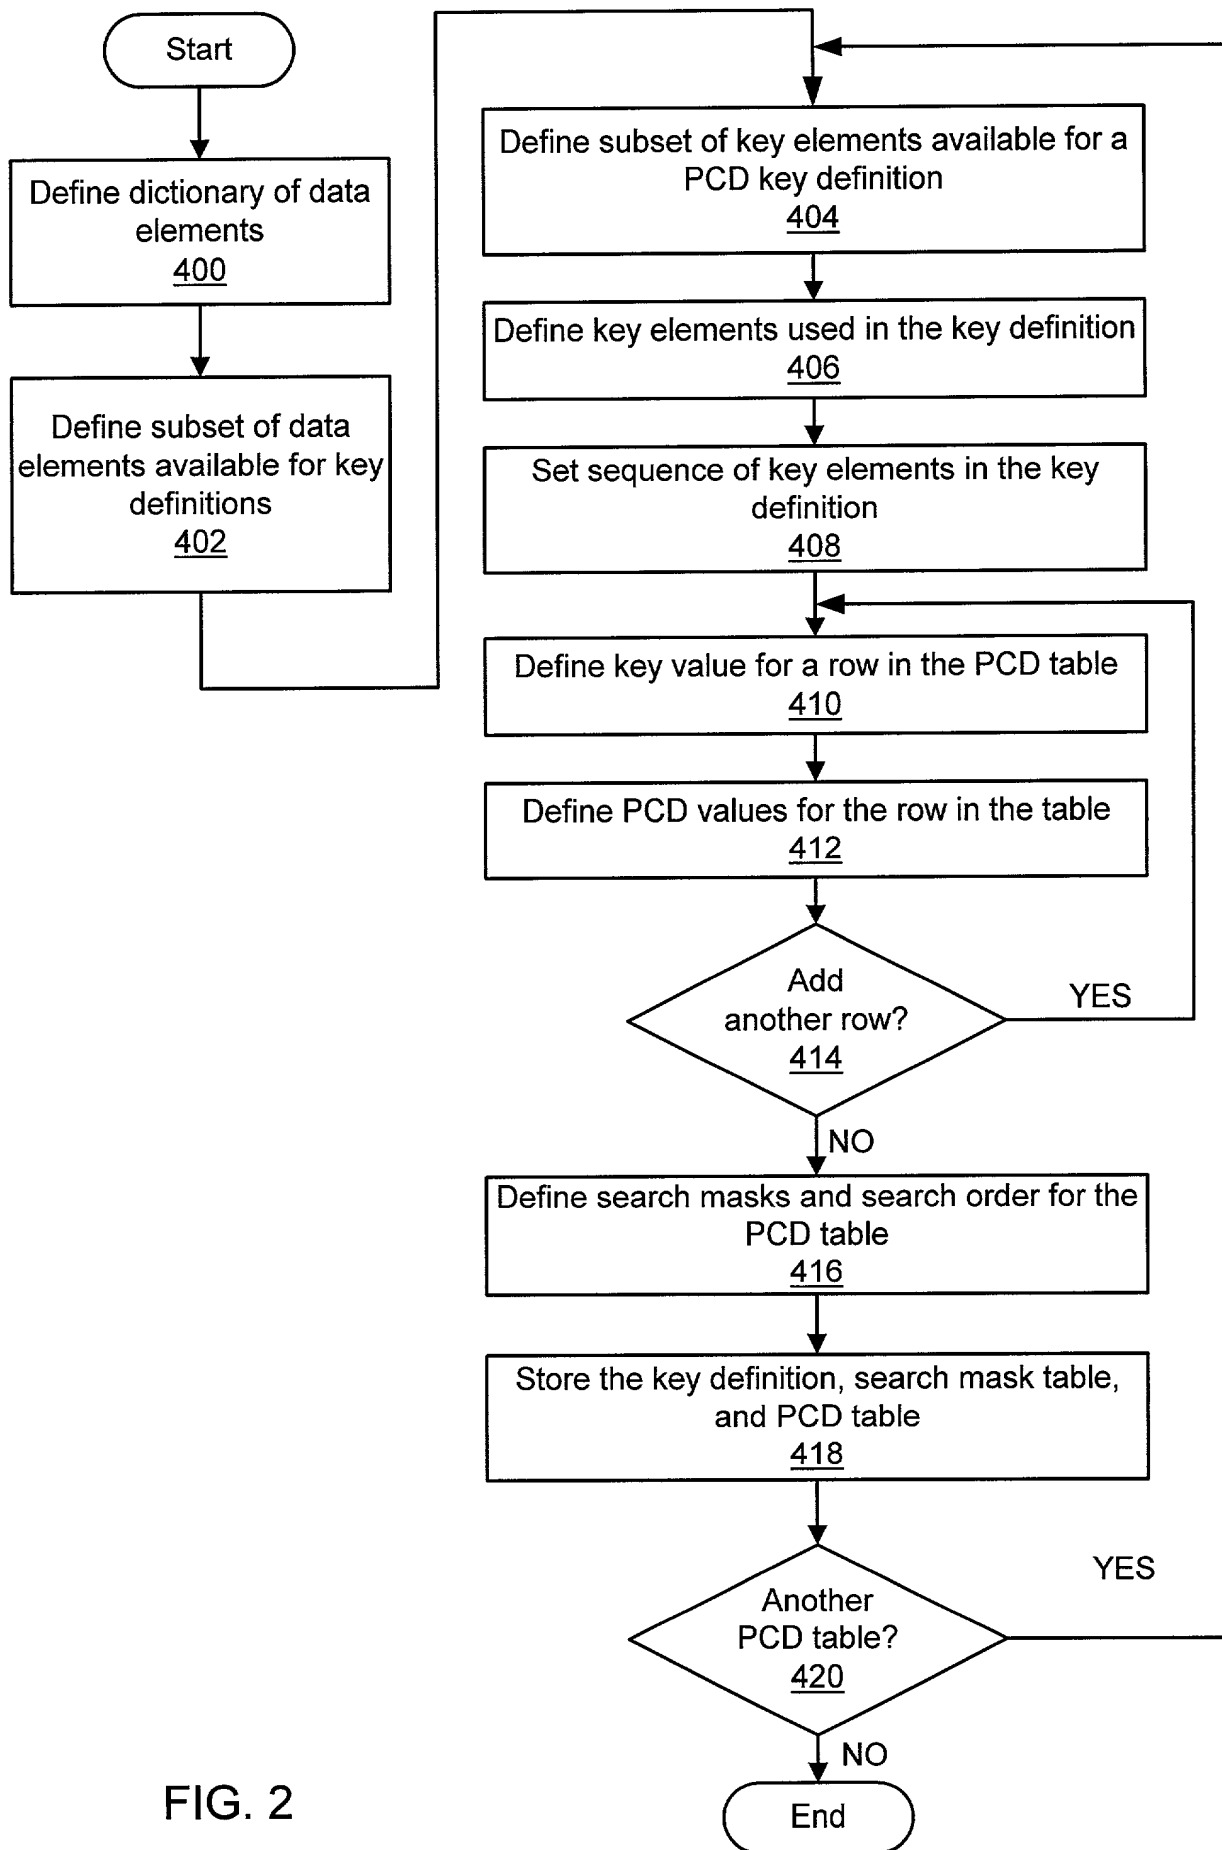 Start
Define dictionary of data
elements
400
Define subset of data
elements available for key
definitions
402
Define subset of key elements available for a
PCD key definition
404
Define key elements used in the key definition
406
Set sequence of key elements in the key
definition
408
Define key value for a row in the PCD table
410
Define PCD values for the row in the table
412
Add
another row?
414
YES
NO
Define search masks and search order for the
PCD table
416
Store the key definition, search mask table,
and PCD table
418
Another
PCD table?
420
YES
NO
End
FIG. 2